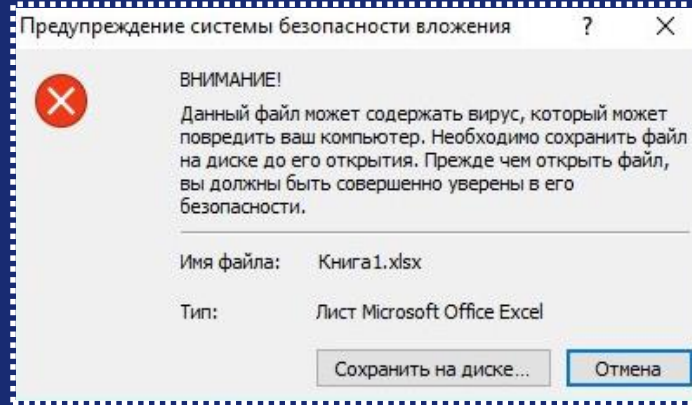 Предупреждение системы безопасности вложения
?
ВНИМАНИЕ!
Данный файл может содержать вирус, который может
повредить ваш компьютер. Необходимо сохранить файл
на диске до его открытия. Прежде чем открыть файл,
вы должны быть совершенно уверены в его
безопасности.
Имя файла: Книга1.xlsx
Тип: Лист Microsoft Office Excel
Сохранить на диске... Отмена